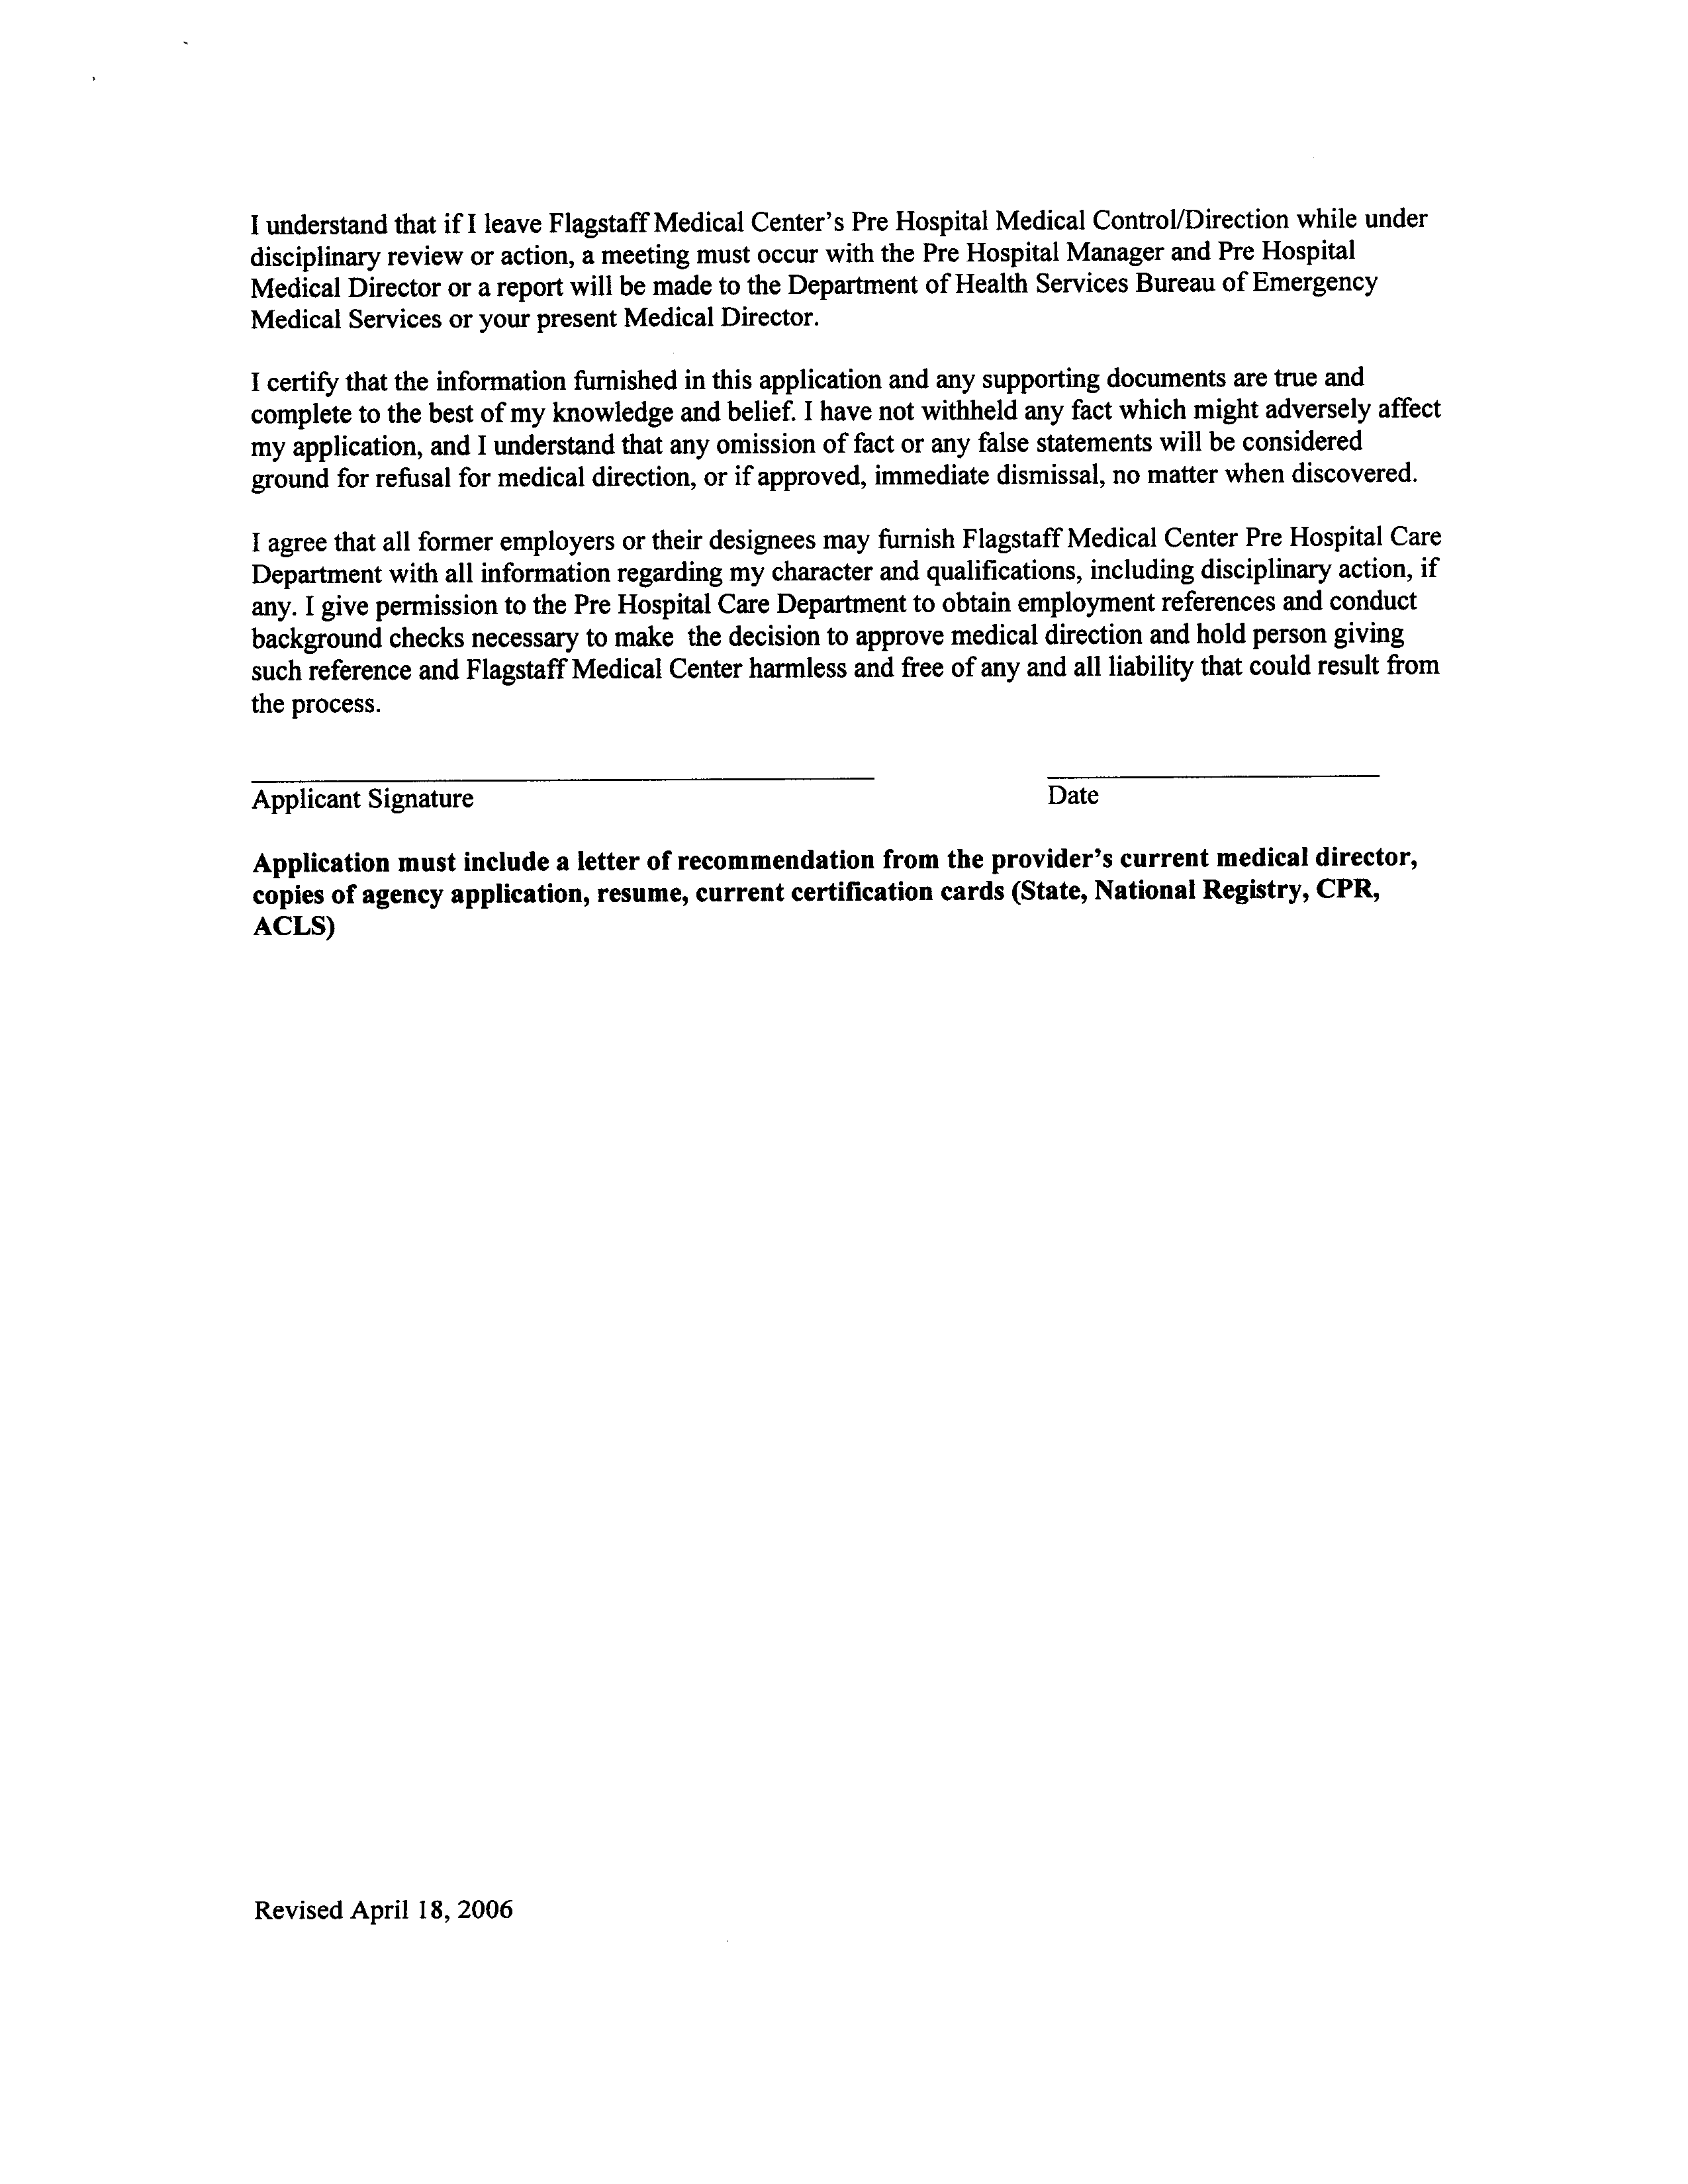 I understand that if I leave Flagstaff Medical Center's Pre Hospital Medical Control/Direction while under
disciplinary review or action, a meeting must occur with the Pre Hospital Manager and Pre Hospital
Medical Director or a report will be made to the Department of Health Services Bureau of Emergency
Medical Services or your present Medical Director.
I certify that the information furnished in this application and any supporting documents are true and
complete to the best of my knowledge and belief. I have not withheld any fact which might adversely affect
my application, and I understand that any omission of fact or any false statements will be considered
ground for refusal for medical direction, or if approved, immediate dismissal, no matter when discovered.
I agree that all former employers or their designees may furnish Flagstaff Medical Center Pre Hospital Care
Department with all information regarding my character and qualifications, including disciplinary action, if
any. I give permission to the Pre Hospital Care Department to obtain employment references and conduct
background checks necessary to make the decision to approve medical direction and hold person giving
such reference and Flagstaff Medical Center harmless and free of any and all liability that could result from
the process.
Applicant Signature Date
Application must include a letter of recommendation from the provider's current medical director,
copies of agency application, resume, current certification cards (State, National Registry, CPR,
ACLS)
Revised April 18, 2006